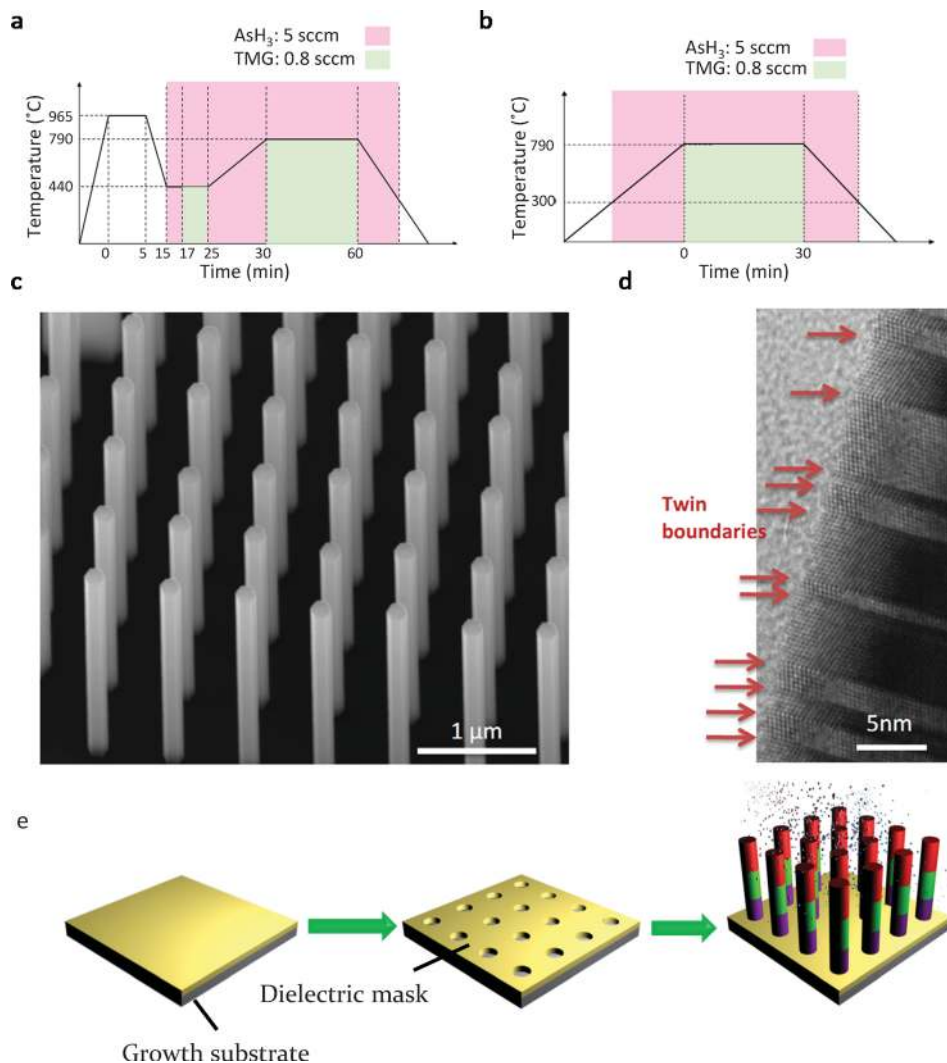 a
AsH₃: 5 sccm
TMG: 0.8 sccm
Temperature (˚C)
965
790
440
0 5 15 17 25 30 60
Time (min)
b
AsH₃: 5 sccm
TMG: 0.8 sccm
Temperature (˚C)
790
300
0 30
Time (min)
c
1 μm
d
Twin
boundaries
5nm
e
Dielectric mask
Growth substrate